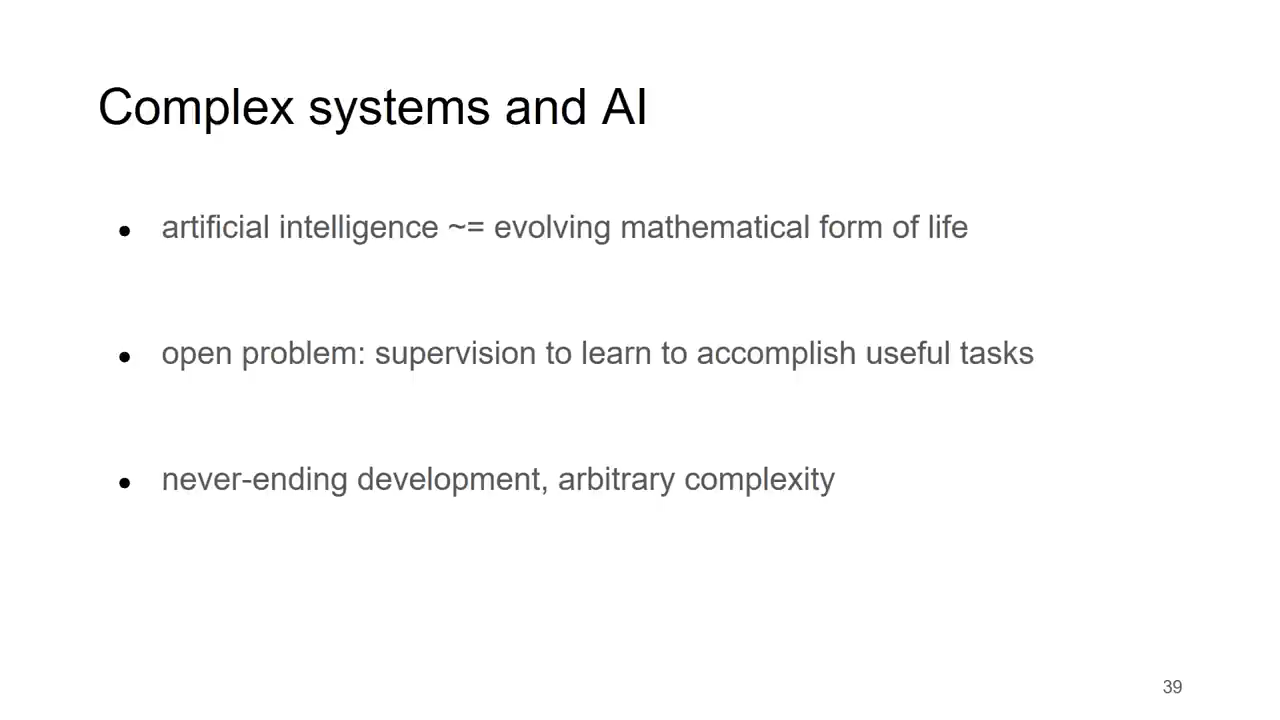 Complex systems and AI
● artificial intelligence ~= evolving mathematical form of life
● open problem: supervision to learn to accomplish useful tasks
● never-ending development, arbitrary complexity
39